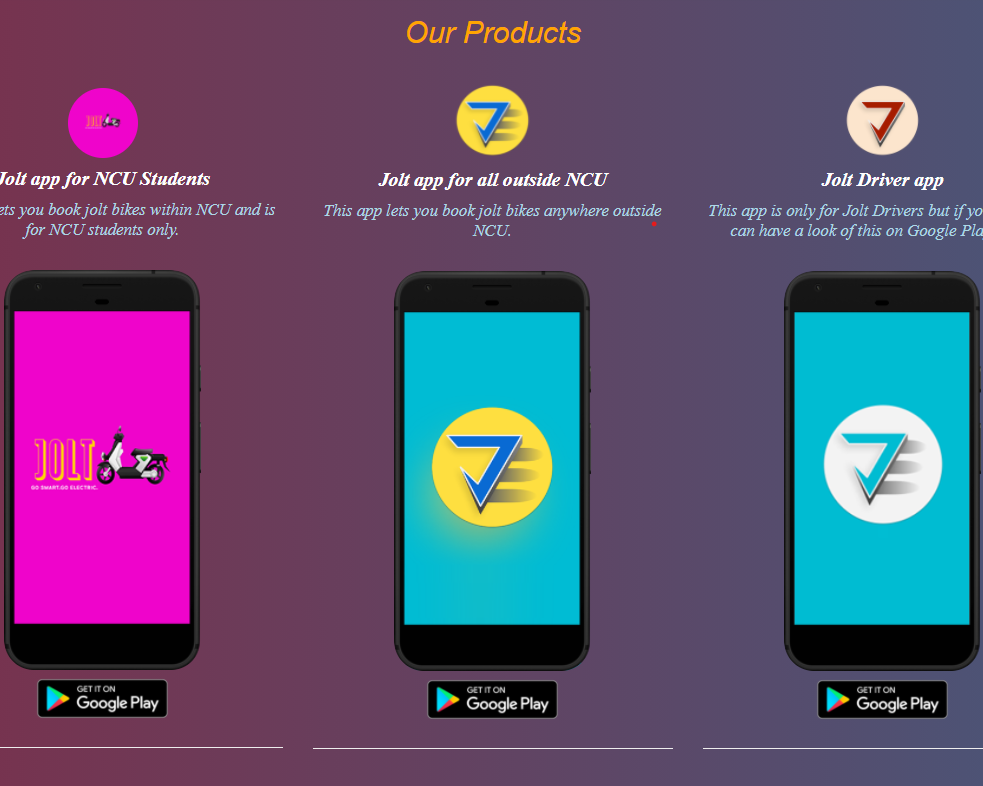 Our Products
JOLT
Jolt app for NCU Students
lets you book jolt bikes within NCU and is
for NCU students only.
Jolt app for all outside NCU
This app lets you book jolt bikes anywhere outside
NCU.
Jolt Driver app
This app is only for Jolt Drivers but if yo
can have a look of this on Google Pla
JOLT
GO SMART.GO ELECTRIC.
GET IT ON
Google Play
GET IT ON
Google Play
GET IT ON
Google Play